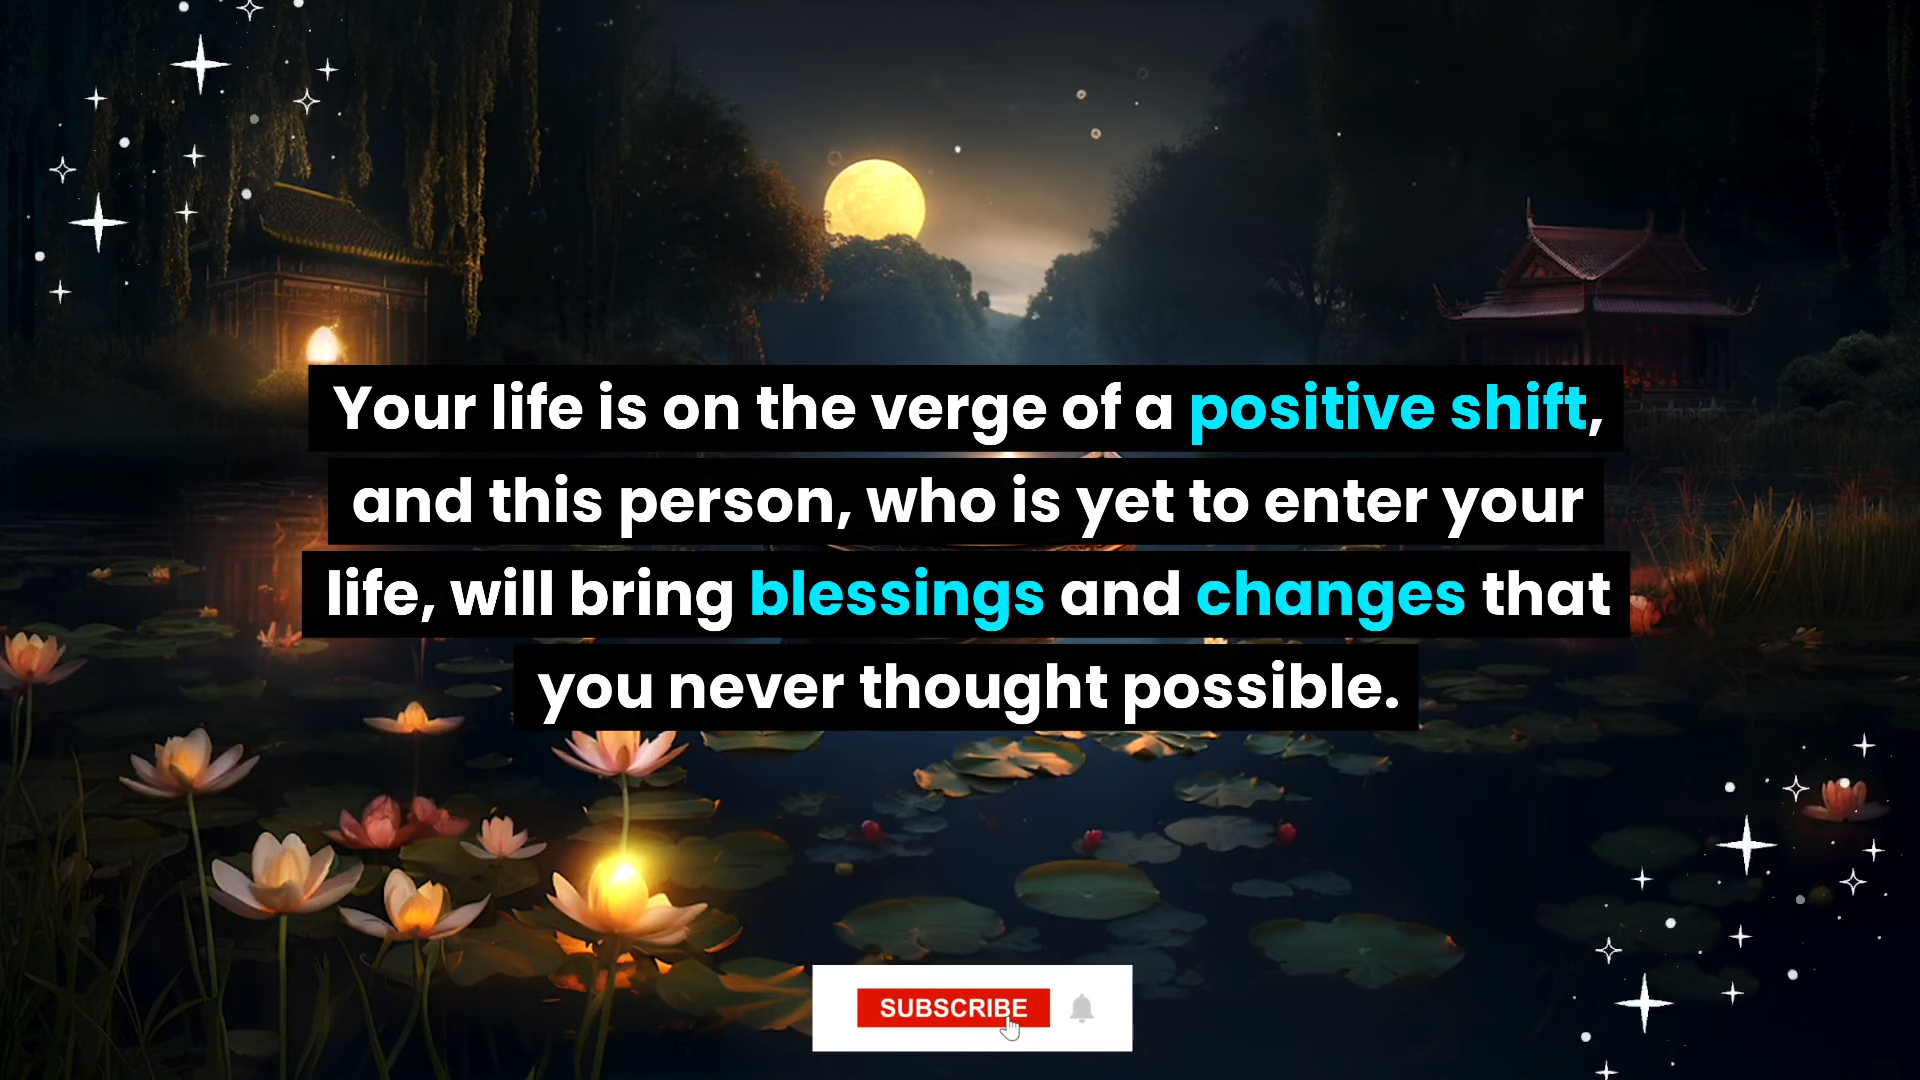 Your life is on the verge of a positive shift,
and this person, who is yet to enter your
life, will bring blessings and changes that
you never thought possible.
SUBSCRIBE